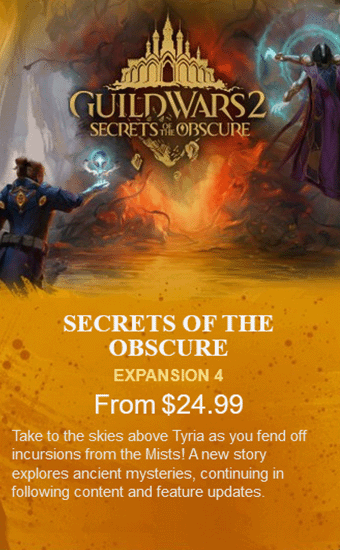 GUILD WARS 2
SECRETS OF THE OBSCURE
SECRETS OF THE
OBSCURE
EXPANSION 4
From $24.99
Take to the skies above Tyria as you fend off
incursions from the Mists! A new story
explores ancient mysteries, continuing in
following content and feature updates.